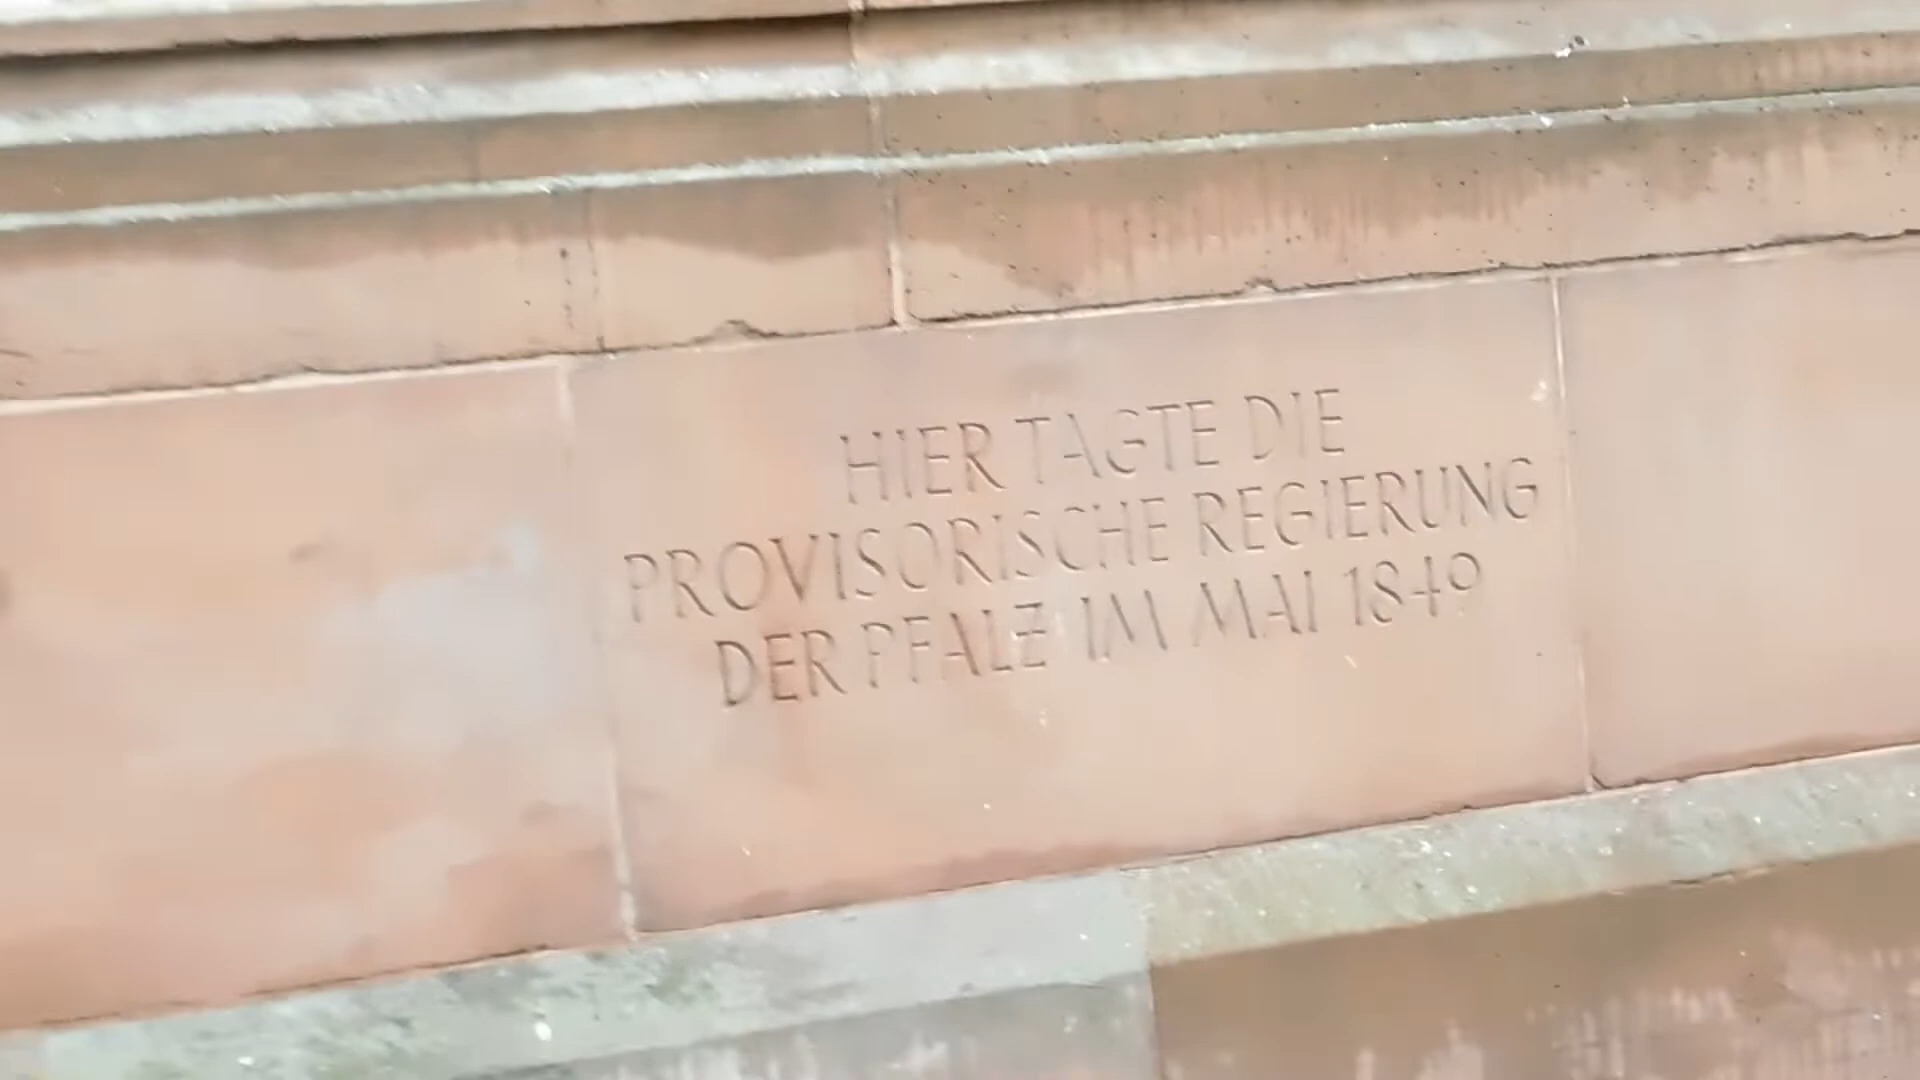 HIER TAGTE DIE
PROVISORISCHE REGIERUNG
DER PFALZ IM MAI 1849